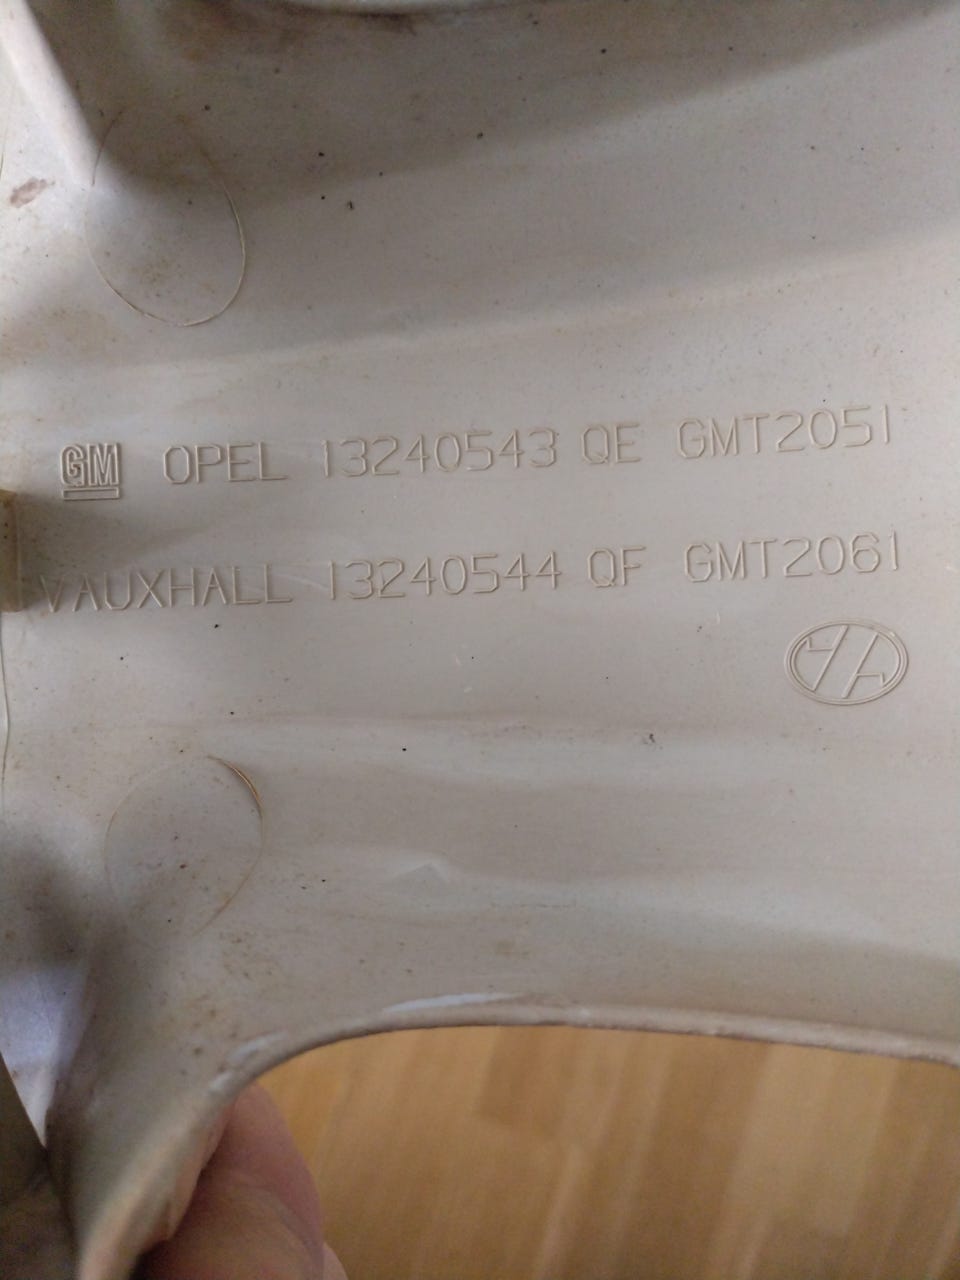 GM OPEL 13240543 QE GMT2051
VAUXHALL 13240544 QF GMT2061